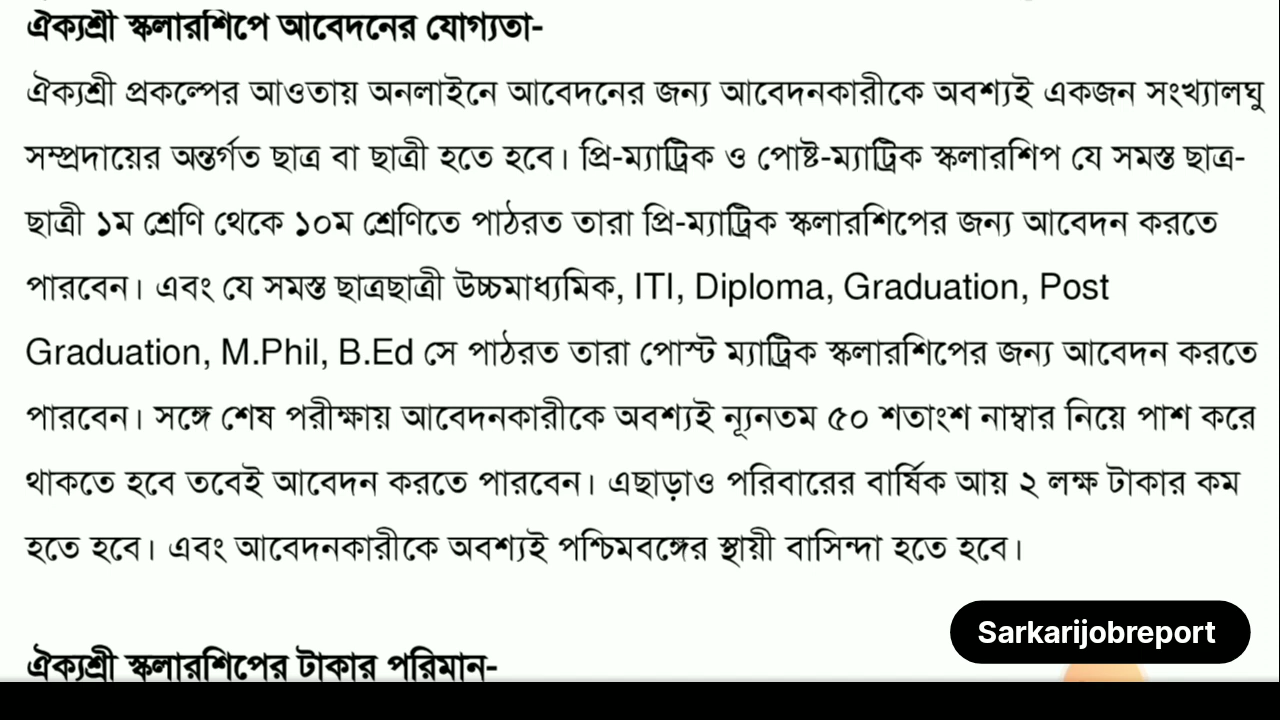 ঐক্যশ্রী স্কলারশিপে আবেদনের যোগ্যতা-
ঐক্যশ্রী প্রকল্পের আওতায় অনলাইনে আবেদনের জন্য আবেদনকারীকে অবশ্যই একজন সংখ্যালঘু
সম্প্রদায়ের অন্তর্গত ছাত্র বা ছাত্রী হতে হবে। প্রি-ম্যাট্রিক ও পোষ্ট-ম্যাট্রিক স্কলারশিপ যে সমস্ত ছাত্র-
ছাত্রী ১ম শ্রেণি থেকে ১০ম শ্রেণিতে পাঠরত তারা প্রি-ম্যাট্রিক স্কলারশিপের জন্য আবেদন করতে
পারবেন। এবং যে সমস্ত ছাত্রছাত্রী উচ্চমাধ্যমিক, ITI, Diploma, Graduation, Post
Graduation, M.Phil, B.Ed সে পাঠরত তারা পোস্ট ম্যাট্রিক স্কলারশিপের জন্য আবেদন করতে
পারবেন। সঙ্গে শেষ পরীক্ষায় আবেদনকারীকে অবশ্যই ন্যূনতম ৫০ শতাংশ নাম্বার নিয়ে পাশ করে
থাকতে হবে তবেই আবেদন করতে পারবেন। এছাড়াও পরিবারের বার্ষিক আয় ২ লক্ষ টাকার কম
হতে হবে। এবং আবেদনকারীকে অবশ্যই পশ্চিমবঙ্গের স্থায়ী বাসিন্দা হতে হবে।
Sarkarijobreport
ঐক্যশ্রী স্কলারশিপের টাকার পরিমান-